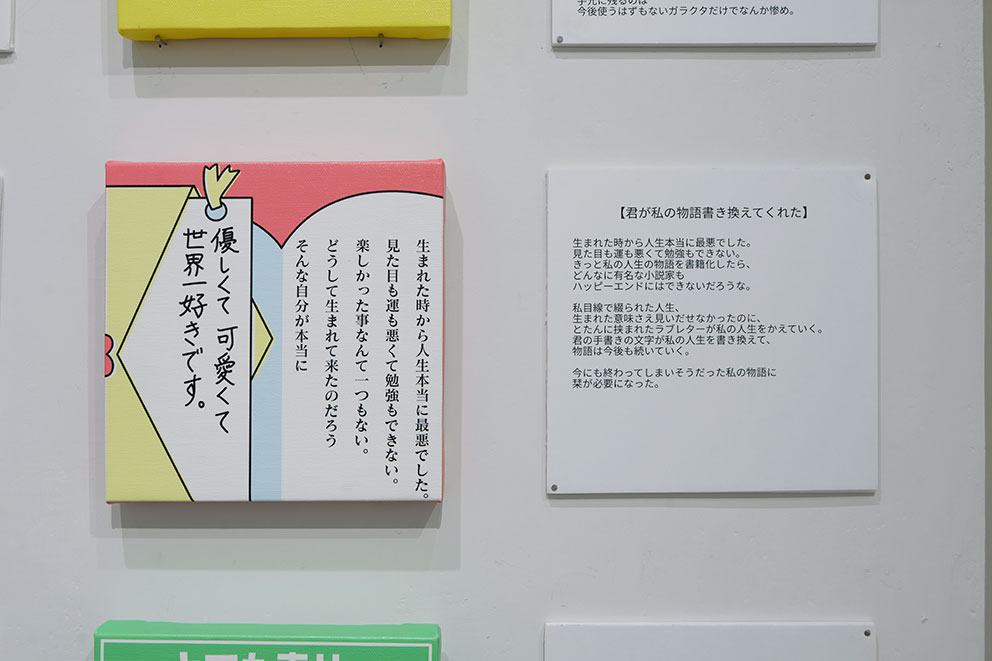 今後使うはずもないガラクタだけでなんか惨め。
生まれた時から人生本当に最悪でした。
見た目も運も悪くて勉強もできない。
楽しかった事なんて一つもない。
どうして生まれて来たのだろう
そんな自分が本当に
優しくて 可愛くて
世界一好きです。
【君が私の物語書き換えてくれた】
生まれた時から人生本当に最悪でした。
見た目も運も悪くて勉強もできない。
きっと私の人生の物語を書籍化したら、
どんなに有名な小説家も
ハッピーエンドにはできないだろうな。
私目線で綴られた人生、
生まれた意味さえ見いだせなかったのに、
とたんに挟まれたラブレターが私の人生をかえていく。
君の手書きの文字が私の人生を書き換えて、
物語は今後も続いていく。
今にも終わってしまいそうだった私の物語に
栞が必要になった。